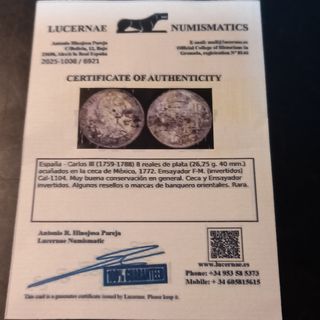 LUCERNAE NUMISMATICS
Antonio Hinojosa Pareja
C/Bolivia, 12, Bajo
Alcalá la Real España
2025-1008 / 6921
E-mail: mail@lucernae.es
Official College of Historians in
Granada, registration nº
CERTIFICATE OF AUTHENTICITY
España - Carlos III (1759-1788) 8 reales de plata (26,75 g. 40 mm.)
acuñados en la ceca de México, 1772. Ensayador F-M. (invertidos)
Cal-1104. Muy buena conservación en general. Ceca y Ensayador
invertidos. Algunos resellos o marcas de banquero orientales. Rara.
Antonio R. Hinojosa Pareja
Lucernae Numismatic
100% GUARANTEED
www.lucernae.es
Phone: +34 953 58 5373
Mobile: + 34 605815615
This card is a guarantee certificate issued by Lucernae. Please keep it.